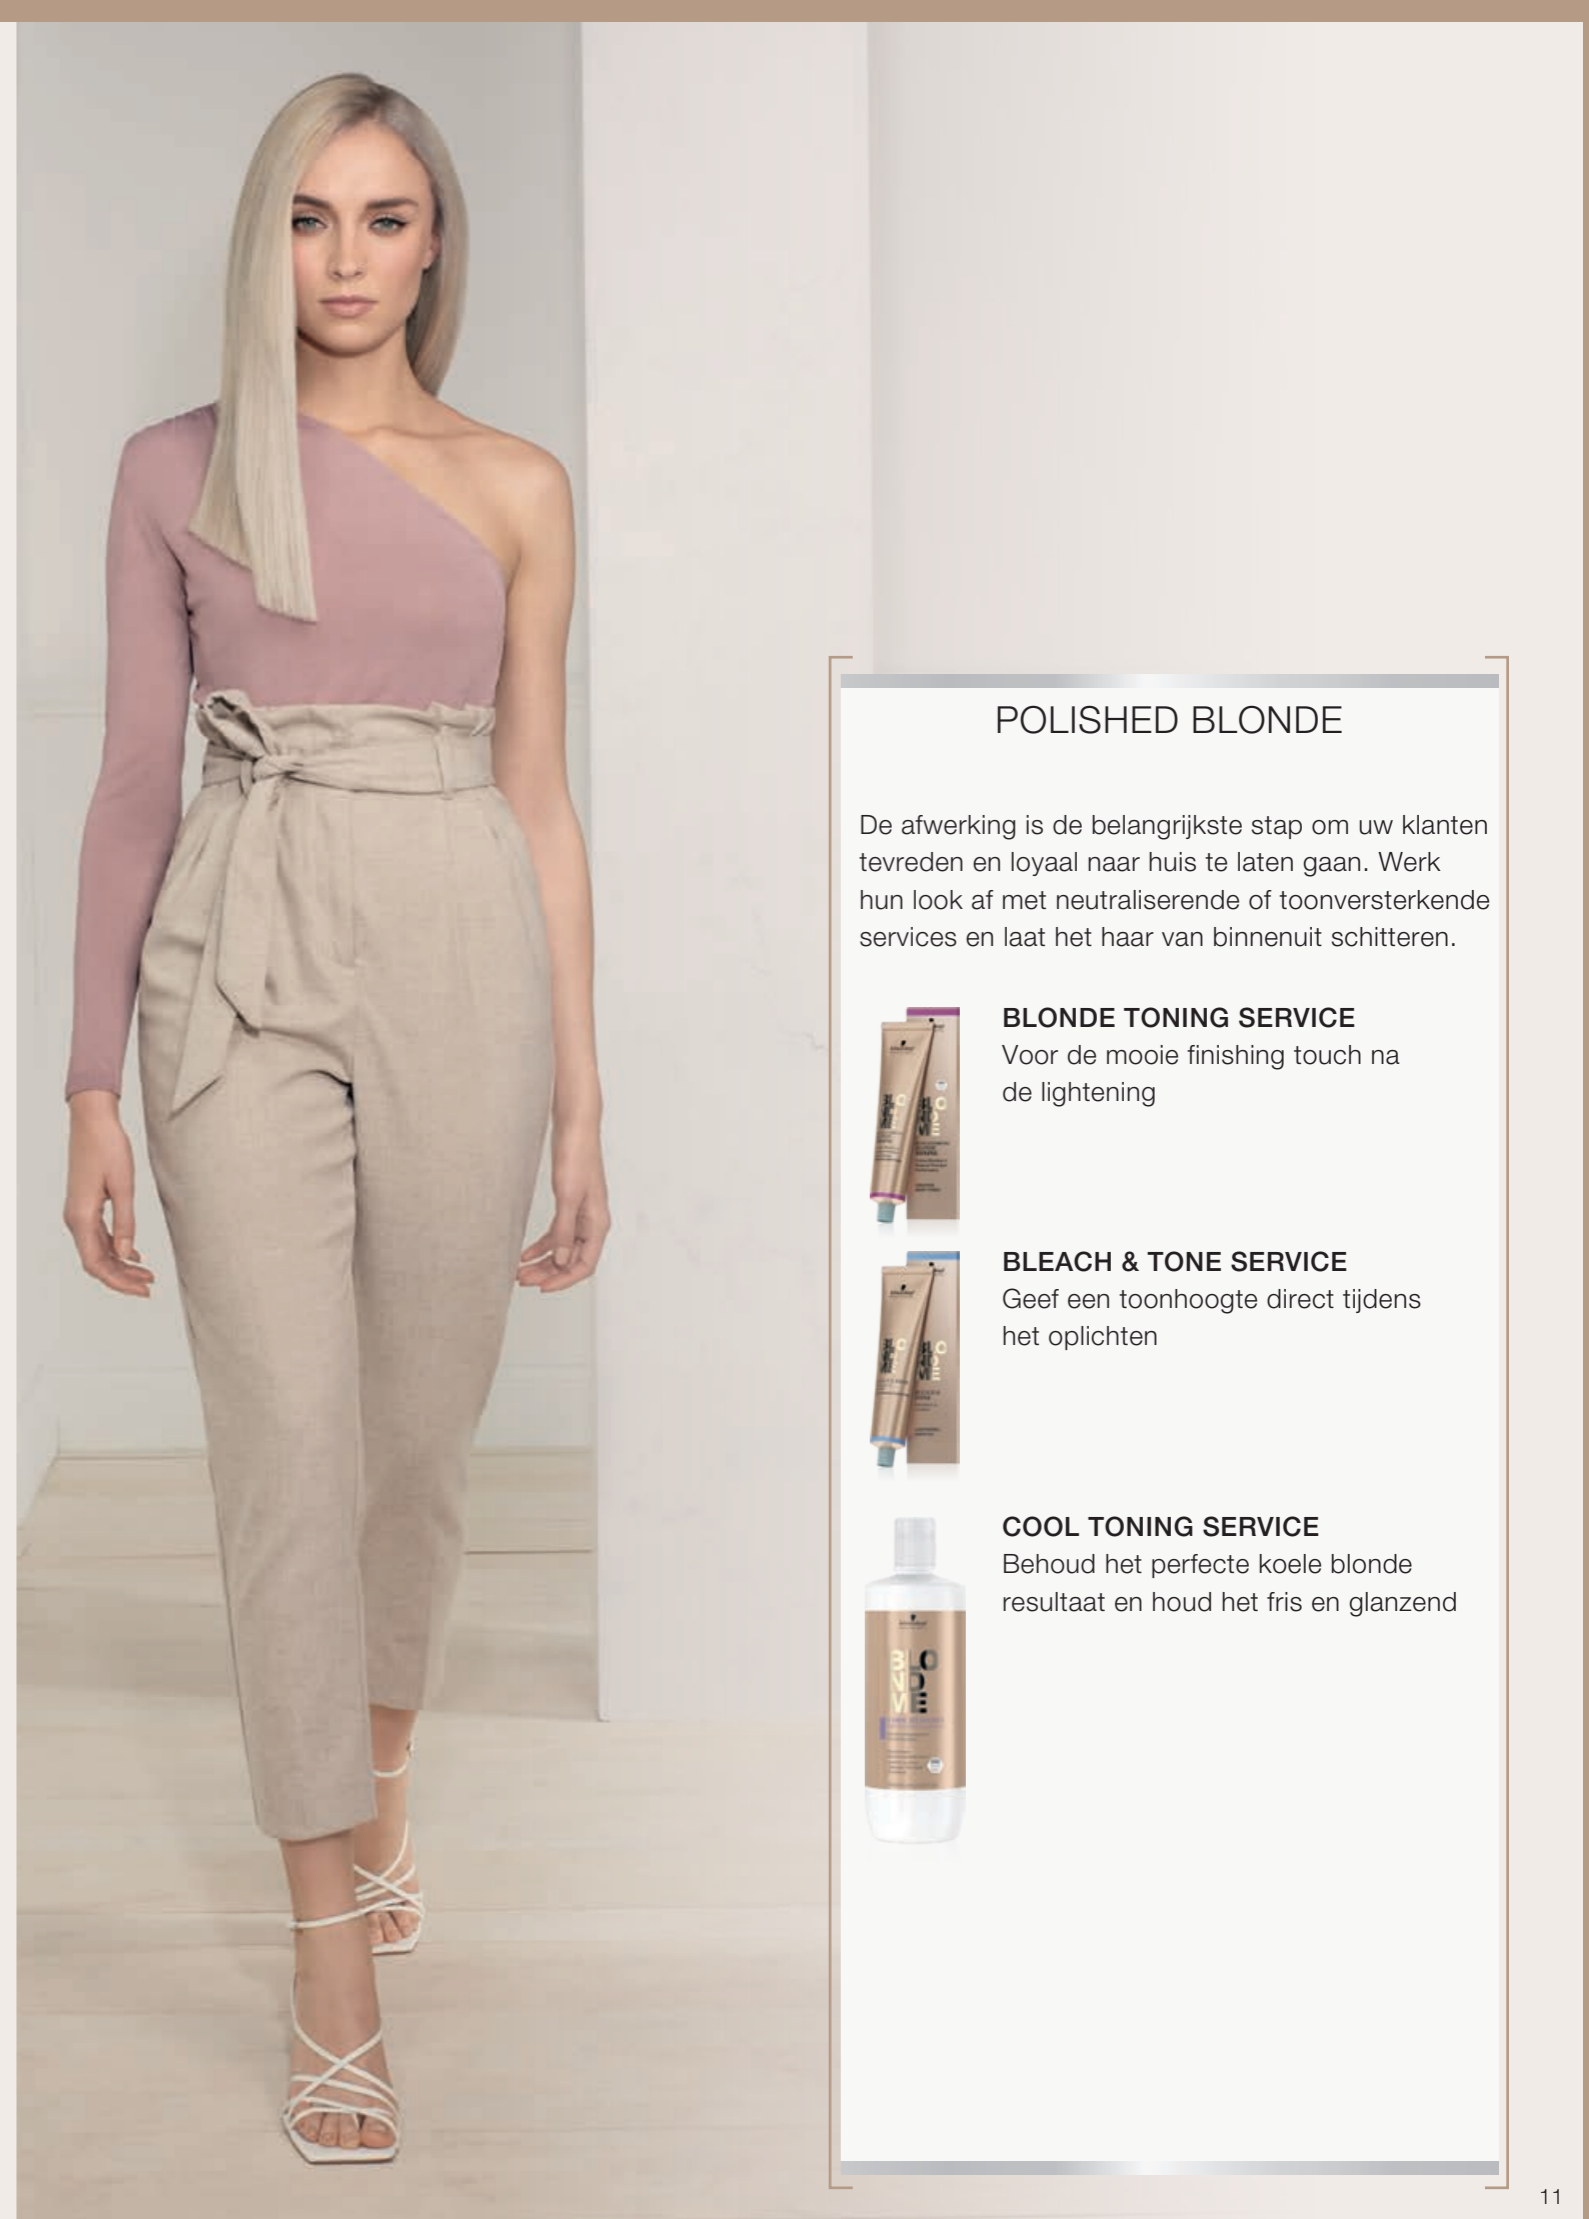 POLISHED BLONDE
De afwerking is de belangrijkste stap om uw klanten
tevreden en loyaal naar huis te laten gaan. Werk
hun look af met neutraliserende of toonversterkende
services en laat het haar van binnenuit schitteren.
BLONDE TONING SERVICE
Voor de mooie finishing touch na
de lightening
BLEACH & TONE SERVICE
Geef een toonhoogte direct tijdens
het oplichten
COOL TONING SERVICE
Behoud het perfecte koele blonde
resultaat en houd het fris en glanzend
BLO
ND
ME
11